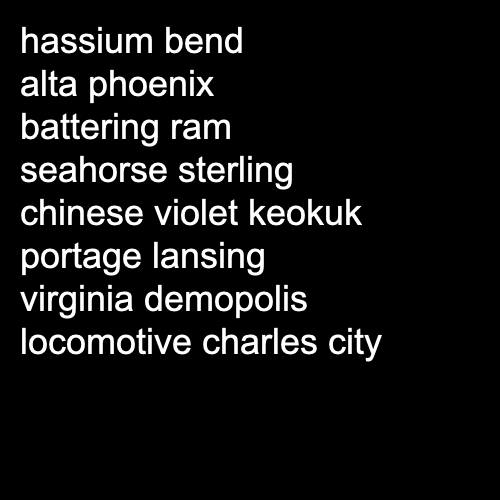 hassium bend
alta phoenix
battering ram
seahorse sterling
chinese violet keokuk
portage lansing
virginia demopolis
locomotive charles city